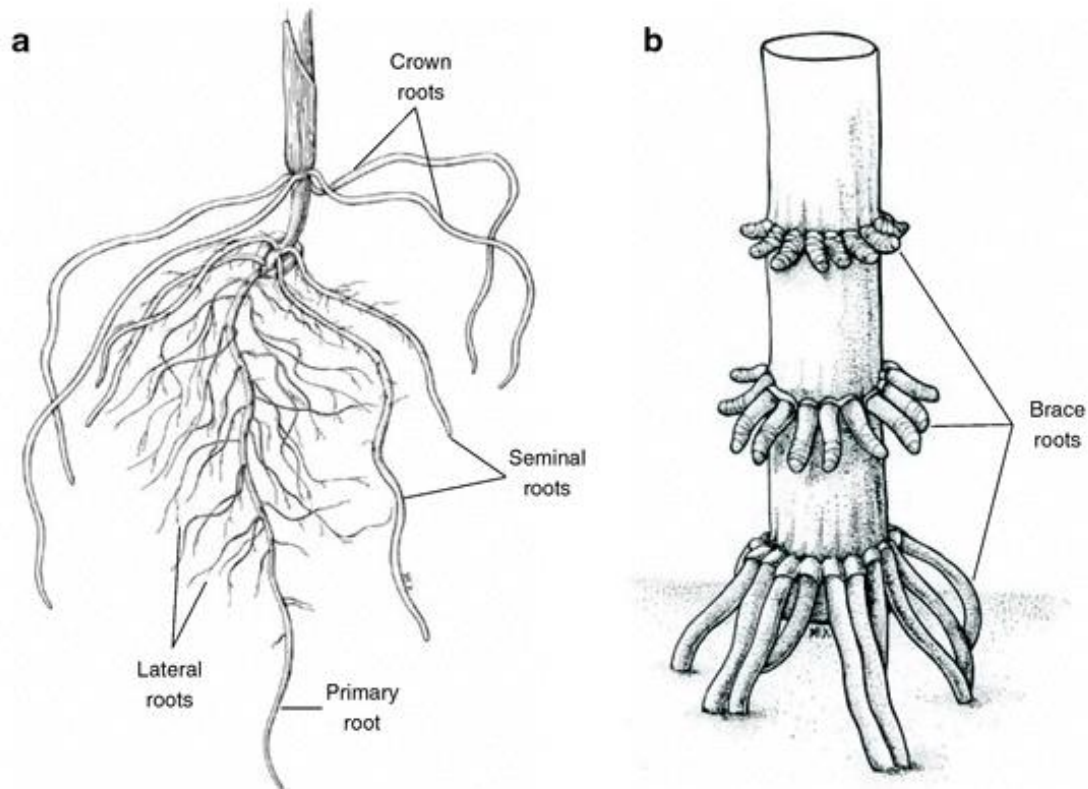 a
Crown
roots
Seminal
roots
Lateral
roots
Primary
root
b
Brace
roots